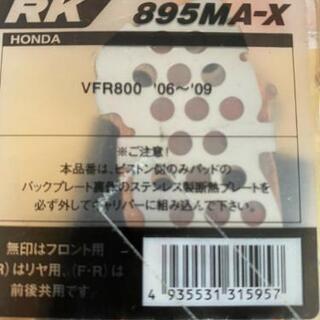 RK 895MA-X
HONDA
VFR800 '06～'09
※ご注意!
本品番は、ピストン側のみパッドの
バックプレート裏側のステンレス製断熱プレートを
必ず外してキャリパーに組み込んで下さい。
無印はフロント用
R)はリヤ用、(F・R)は
前後共用です。
4 935531 315957